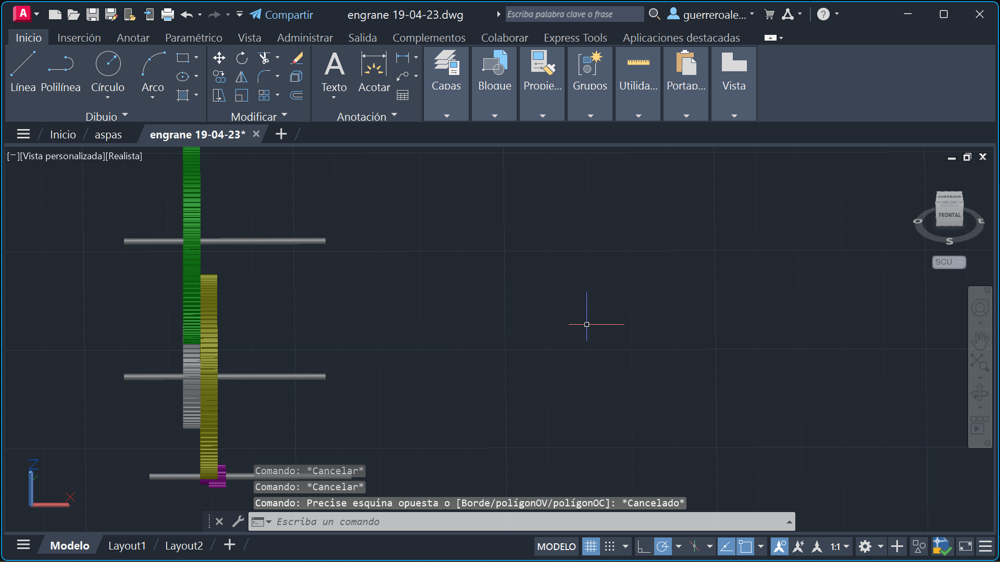 A
Compartir
engrane 19-04-23.dwg
Escriba palabra clave o frase
guerreroale...
?
Inicio Inserción Anotar Paramétrico Vista Administrar Salida Complementos Colaborar Express Tools Aplicaciones destacadas
Línea Polilínea Círculo Arco
Dibujo
Modificar
A
Texto Acotar
Anotación
Capas
Bloque
Propie...
Grupos
Utilida...
Portap...
Vista
Inicio aspas engrane 19-04-23*
[−][Vista personalizada][Realista]
SUPERIOR
FRONTAL
O
E
S
SCU
Z
X
Comando: *Cancelar*
Comando: *Cancelar*
Comando: Precise esquina opuesta o [Borde/polígonOV/polígonOC]: *Cancelado*
Escriba un comando
Modelo Layout1 Layout2
MODELO
1:1